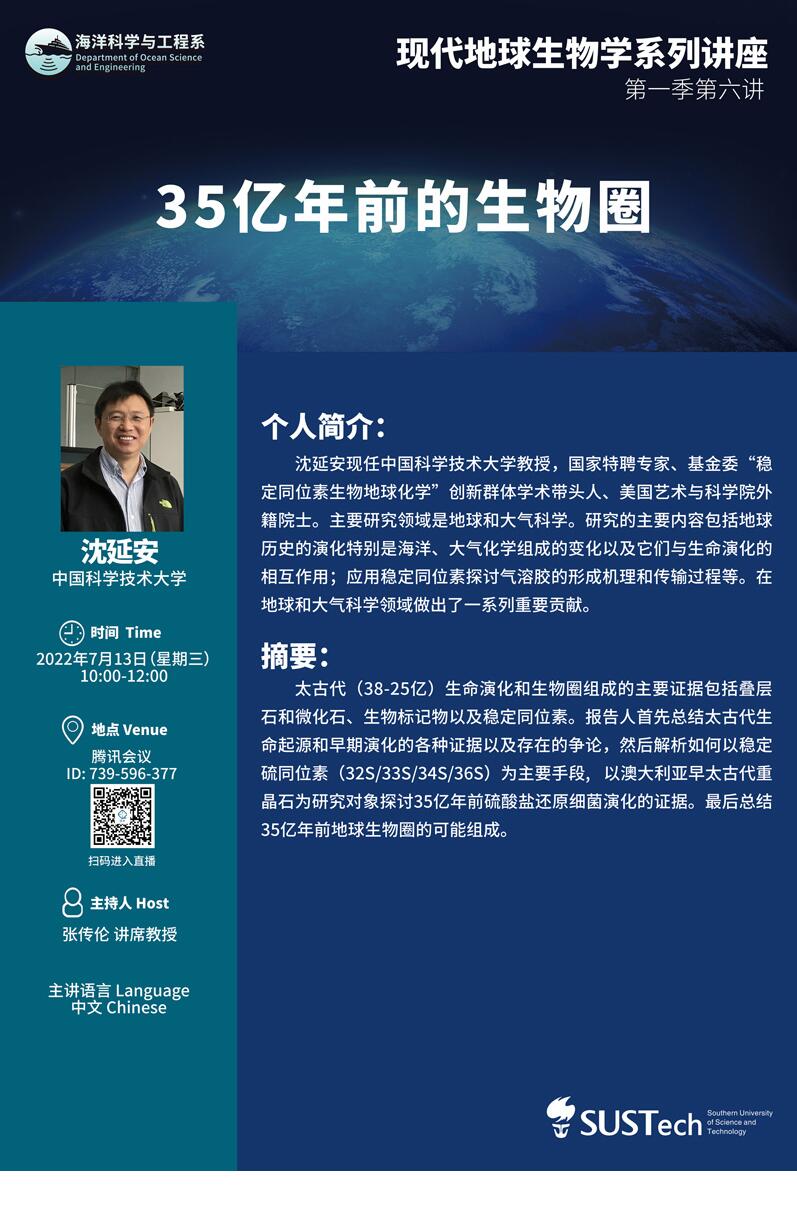 海洋科学与工程系
Department of Ocean Science
and Engineering
现代地球生物学系列讲座
第一季第六讲
35亿年前的生物圈
沈延安
中国科学技术大学
时间 Time
2022年7月13日(星期三)
10:00-12:00
地点 Venue
腾讯会议
ID: 739-596-377
扫码进入直播
主持人 Host
张传伦 讲席教授
主讲语言 Language
中文 Chinese
个人简介：
沈延安现任中国科学技术大学教授，国家特聘专家、基金委“稳
定同位素生物地球化学”创新群体学术带头人、美国艺术与科学院外
籍院士。主要研究领域是地球和大气科学。研究的主要内容包括地球
历史的演化特别是海洋、大气化学组成的变化以及它们与生命演化的
相互作用；应用稳定同位素探讨气溶胶的形成机理和传输过程等。在
地球和大气科学领域做出了一系列重要贡献。
摘要：
太古代（38-25亿）生命演化和生物圈组成的主要证据包括叠层
石和微化石、生物标记物以及稳定同位素。报告人首先总结太古代生
命起源和早期演化的各种证据以及存在的争论，然后解析如何以稳定
硫同位素（32S/33S/34S/36S）为主要手段，以澳大利亚早太古代重
晶石为研究对象探讨35亿年前硫酸盐还原细菌演化的证据。最后总结
35亿年前地球生物圈的可能组成。
SUSTech
Southern University
of Science and
Technology